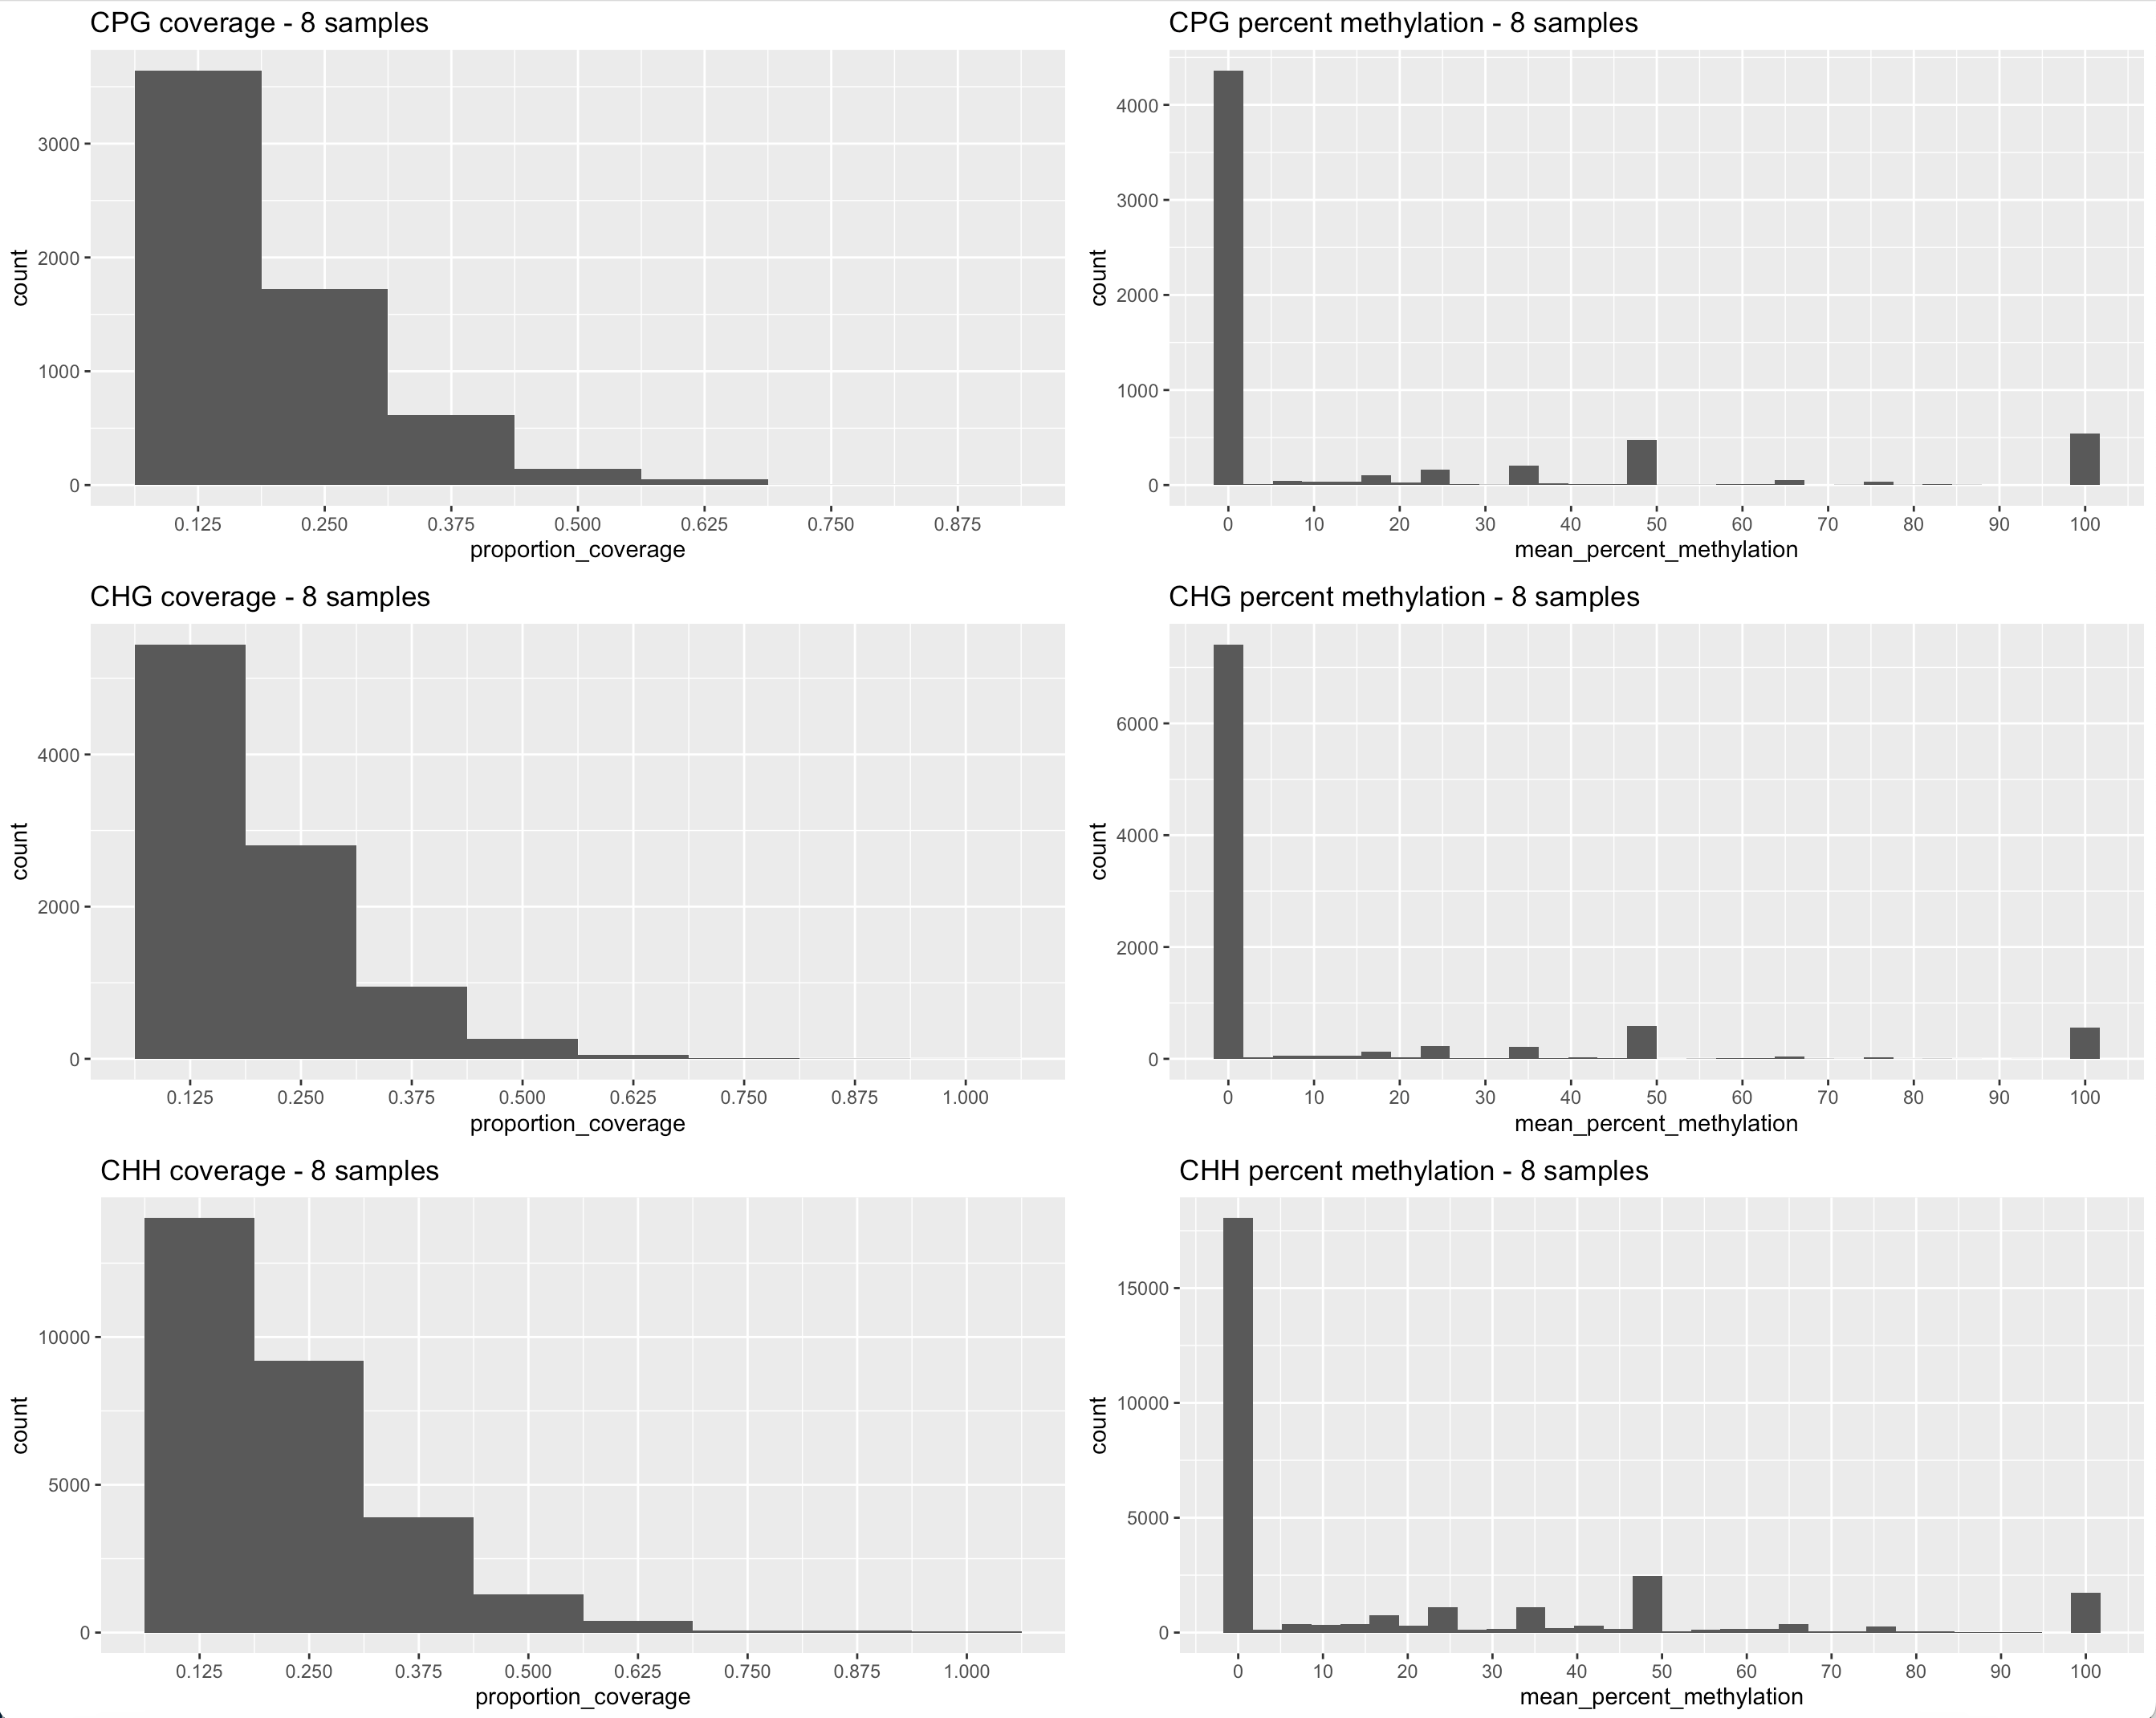 CPG coverage - 8 samples
3000
2000
1000
0
count
0.125 0.250 0.375 0.500 0.625 0.750 0.875
proportion_coverage
CPG percent methylation - 8 samples
4000
3000
2000
1000
0
count
0 10 20 30 40 50 60 70 80 90 100
mean_percent_methylation
CHG coverage - 8 samples
4000
2000
0
count
0.125 0.250 0.375 0.500 0.625 0.750 0.875 1.000
proportion_coverage
CHG percent methylation - 8 samples
6000
4000
2000
0
count
0 10 20 30 40 50 60 70 80 90 100
mean_percent_methylation
CHH coverage - 8 samples
10000
5000
0
count
0.125 0.250 0.375 0.500 0.625 0.750 0.875 1.000
proportion_coverage
CHH percent methylation - 8 samples
15000
10000
5000
0
count
0 10 20 30 40 50 60 70 80 90 100
mean_percent_methylation